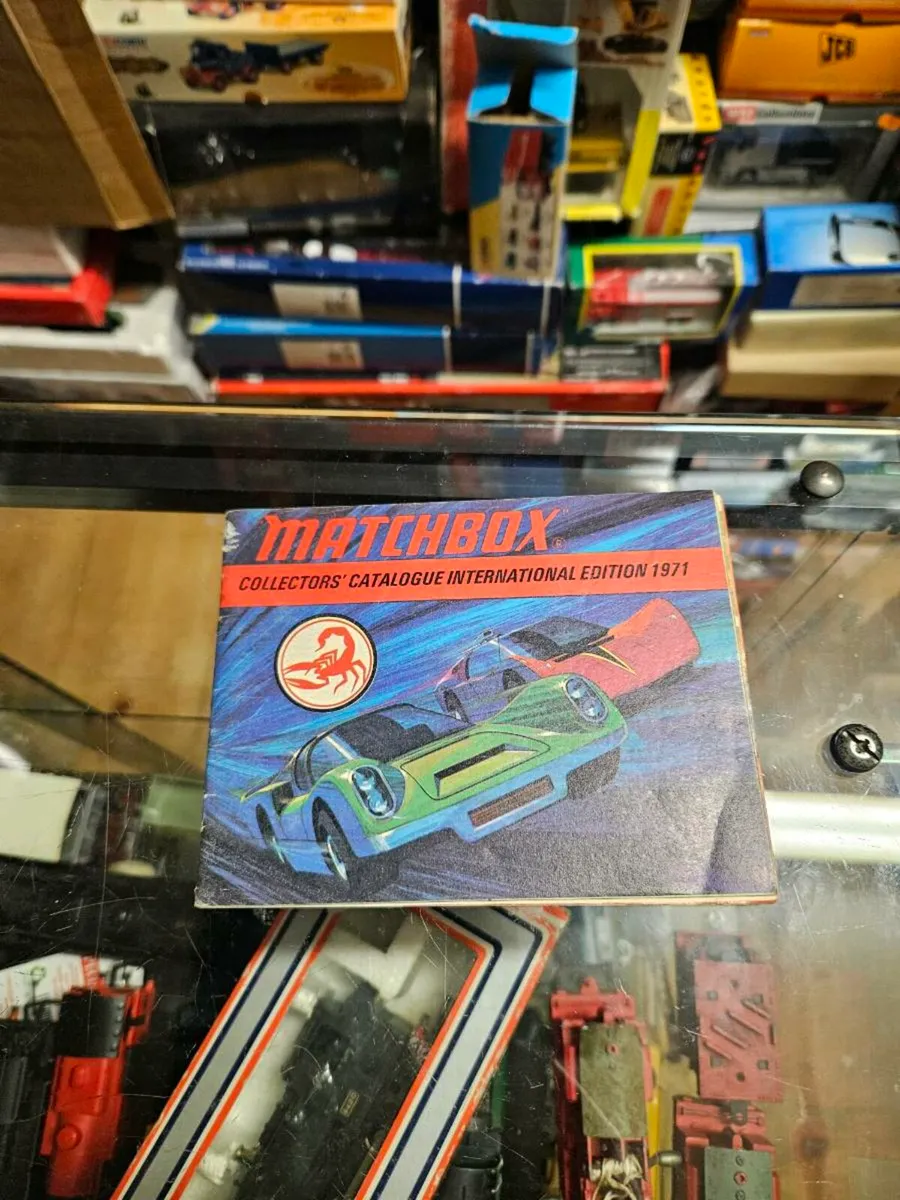 JCB
MATCHBOX
COLLECTORS' CATALOGUE INTERNATIONAL EDITION 1971